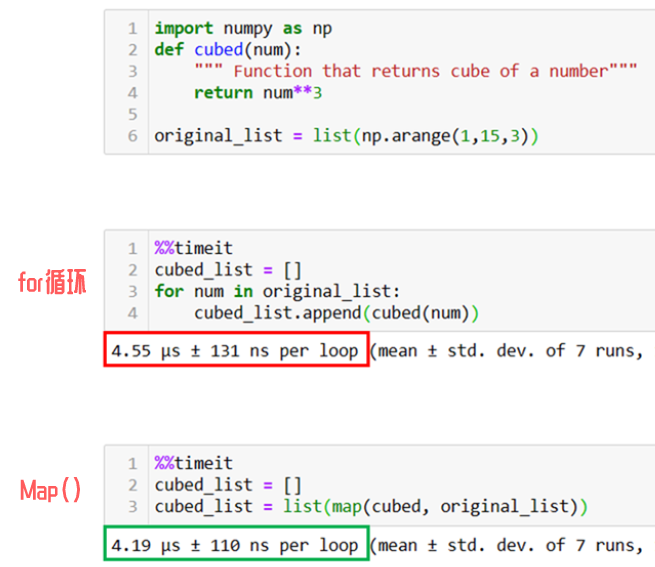 1 import numpy as np
2 def cubed(num):
3     """ Function that returns cube of a number"""
4     return num**3
5
6 original_list = list(np.arange(1,15,3))
for循环
1 %%timeit
2 cubed_list = []
3 for num in original_list:
4     cubed_list.append(cubed(num))
4.55 µs ± 131 ns per loop (mean ± std. dev. of 7 runs,
Map()
1 %%timeit
2 cubed_list = []
3 cubed_list = list(map(cubed, original_list))
4.19 µs ± 110 ns per loop (mean ± std. dev. of 7 runs,